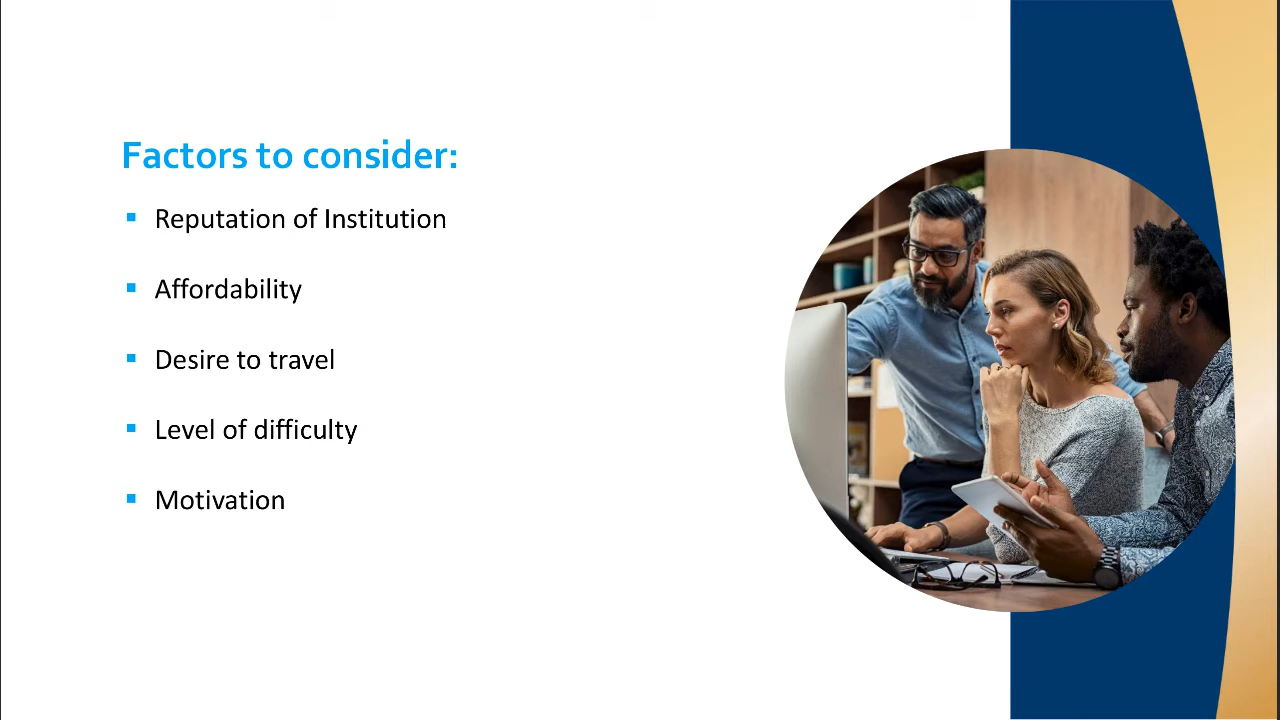 Factors to consider:
▪ Reputation of Institution
▪ Affordability
▪ Desire to travel
▪ Level of difficulty
▪ Motivation